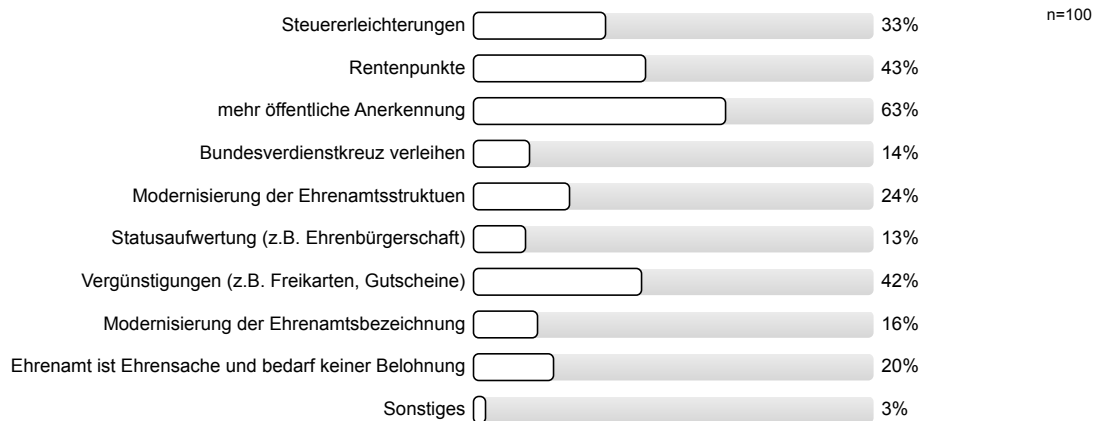 Steuererleichterungen 33% n=100
Rentenpunkte 43%
mehr öffentliche Anerkennung 63%
Bundesverdienstkreuz verleihen 14%
Modernisierung der Ehrenamtsstruktuen 24%
Statusaufwertung (z.B. Ehrenbürgerschaft) 13%
Vergünstigungen (z.B. Freikarten, Gutscheine) 42%
Modernisierung der Ehrenamtsbezeichnung 16%
Ehrenamt ist Ehrensache und bedarf keiner Belohnung 20%
Sonstiges 3%